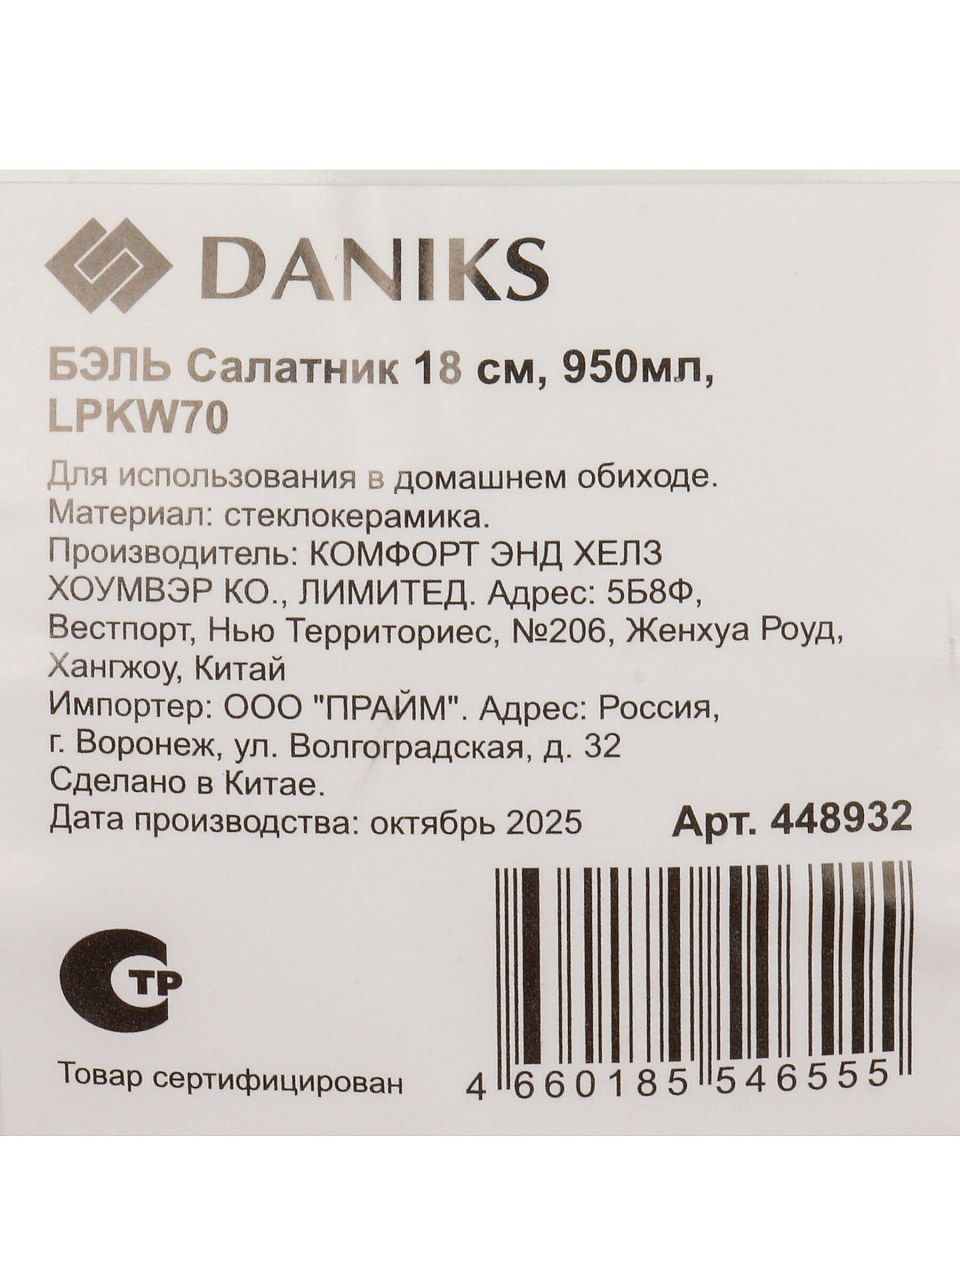 DANIKS
БЭЛЬ Салатник 18 см, 950мл,
LPKW70
Для использования в домашнем обиходе.
Материал: стеклокерамика.
Производитель: КОМФОРТ ЭНД ХЕЛЗ
ХОУМВЭР КО., ЛИМИТЕД. Адрес: 5Б8Ф,
Вестпорт, Нью Территориес, №206, Женхуа Роуд,
Хангжоу, Китай
Импортер: ООО "ПРАЙМ". Адрес: Россия,
г. Воронеж, ул. Волгоградская, д. 32
Сделано в Китае.
Дата производства: октябрь 2025
Арт. 448932
ТР
Товар сертифицирован
4 660185 546555